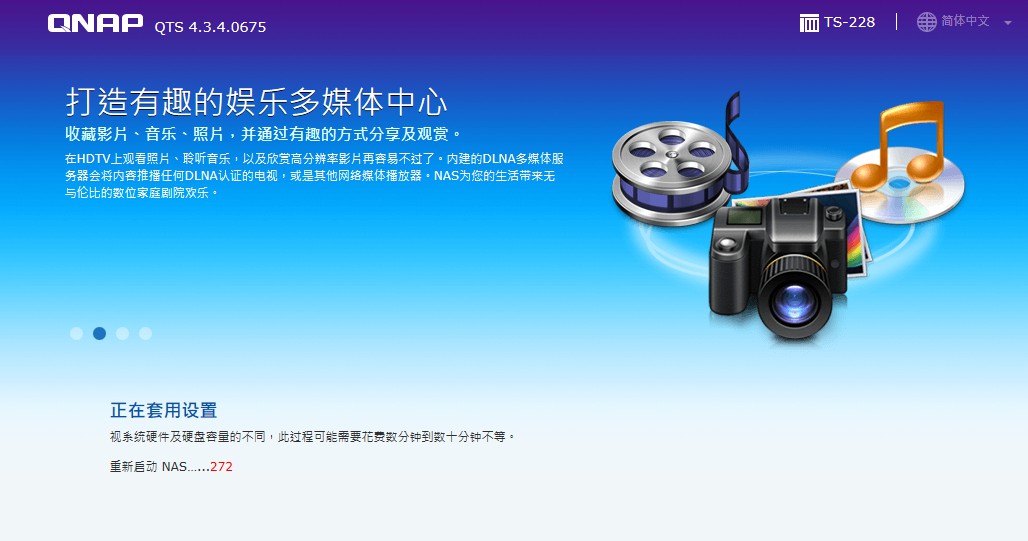 QNAP QTS 4.3.4.0675 TS-228 简体中文
打造有趣的娱乐多媒体中心
收藏影片、音乐、照片，并通过有趣的方式分享及观赏。
在HDTV上观看照片、聆听音乐，以及欣赏高分辨率影片再容易不过了。内建的DLNA多媒体服
务器会将内容推播任何DLNA认证的电视，或是其他网络媒体播放器。NAS为您的生活带来无
与伦比的数位家庭剧院欢乐。
正在套用设置
视系统硬件及硬盘容量的不同，此过程可能需要花费数分钟到数十分钟不等。
重新启动 NAS......272